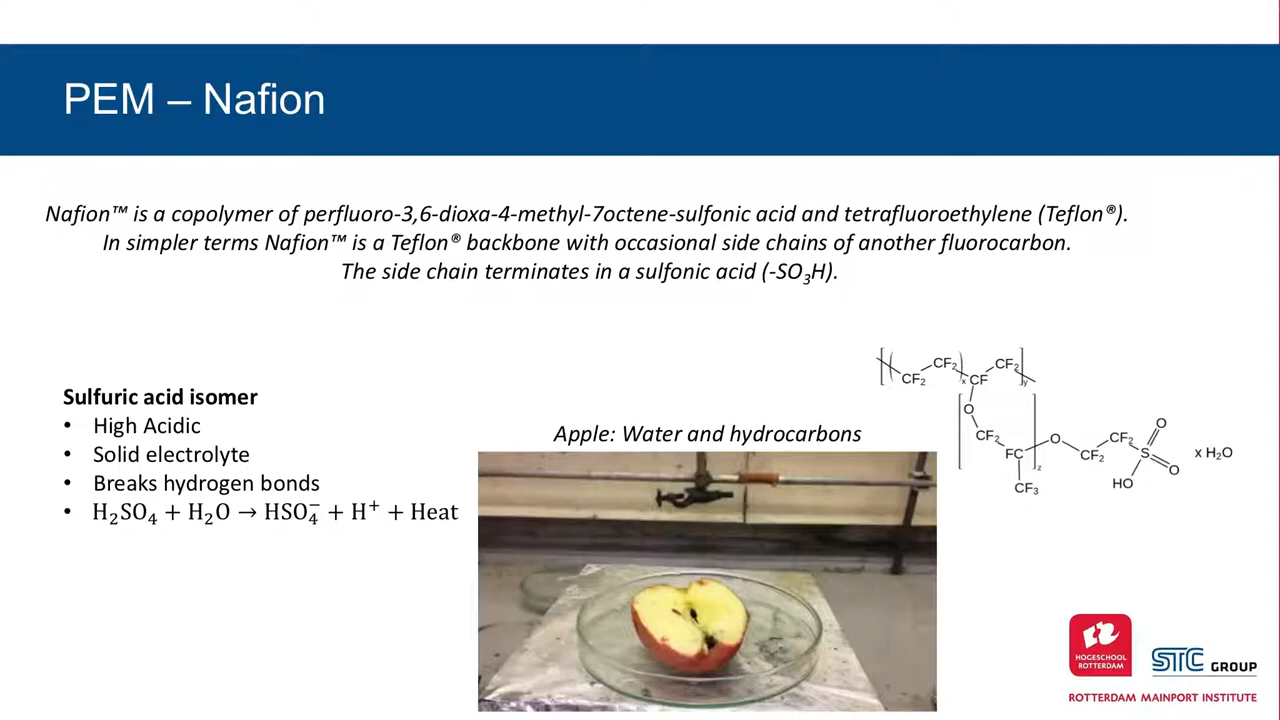 PEM – Nafion
Nafion™ is a copolymer of perfluoro-3,6-dioxa-4-methyl-7octene-sulfonic acid and tetrafluoroethylene (Teflon®).
In simpler terms Nafion™ is a Teflon® backbone with occasional side chains of another fluorocarbon.
The side chain terminates in a sulfonic acid (-SO₃H).
Sulfuric acid isomer
• High Acidic
• Solid electrolyte
• Breaks hydrogen bonds
• H₂SO₄ + H₂O → HSO₄⁻ + H⁺ + Heat
Apple: Water and hydrocarbons
CF₂ CF₂
CF₂ x CF y
O
CF₂ O CF₂ O
FC CF₂ S x H₂O
z O
CF₃ HO
HOGESCHOOL
ROTTERDAM
STC GROUP
ROTTERDAM MAINPORT INSTITUTE